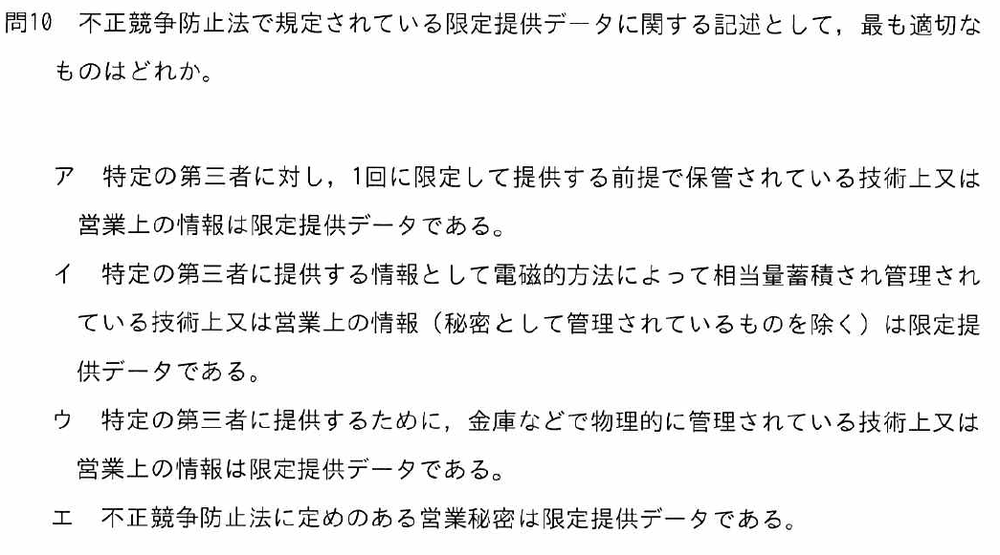 問10　不正競争防止法で規定されている限定提供データに関する記述として，最も適切な
ものはどれか。
ア　特定の第三者に対し，1回に限定して提供する前提で保管されている技術上又は
営業上の情報は限定提供データである。
イ　特定の第三者に提供する情報として電磁的方法によって相当量蓄積され管理され
ている技術上又は営業上の情報（秘密として管理されているものを除く）は限定提
供データである。
ウ　特定の第三者に提供するために，金庫などで物理的に管理されている技術上又は
営業上の情報は限定提供データである。
エ　不正競争防止法に定めのある営業秘密は限定提供データである。